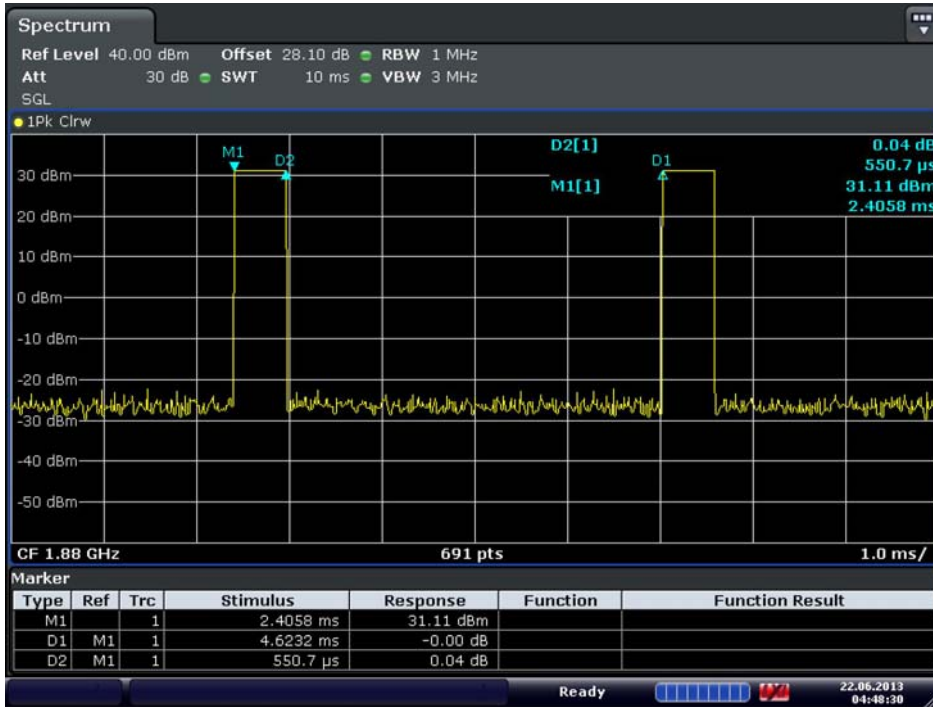 Spectrum
Ref Level 40.00 dBm Offset 28.10 dB RBW 1 MHz
Att 30 dB SWT 10 ms VBW 3 MHz
SGL
1Pk Clrw
D2[1] 0.04 dB
550.7 µs
M1[1] 31.11 dBm
2.4058 ms
M1
D2
D1
30 dBm
20 dBm
10 dBm
0 dBm
-10 dBm
-20 dBm
-30 dBm
-40 dBm
-50 dBm
CF 1.88 GHz 691 pts 1.0 ms/
Marker
Type Ref Trc Stimulus Response Function Function Result
M1 1 2.4058 ms 31.11 dBm
D1 M1 1 4.6232 ms -0.00 dB
D2 M1 1 550.7 µs 0.04 dB
Ready 22.06.2013
04:48:30